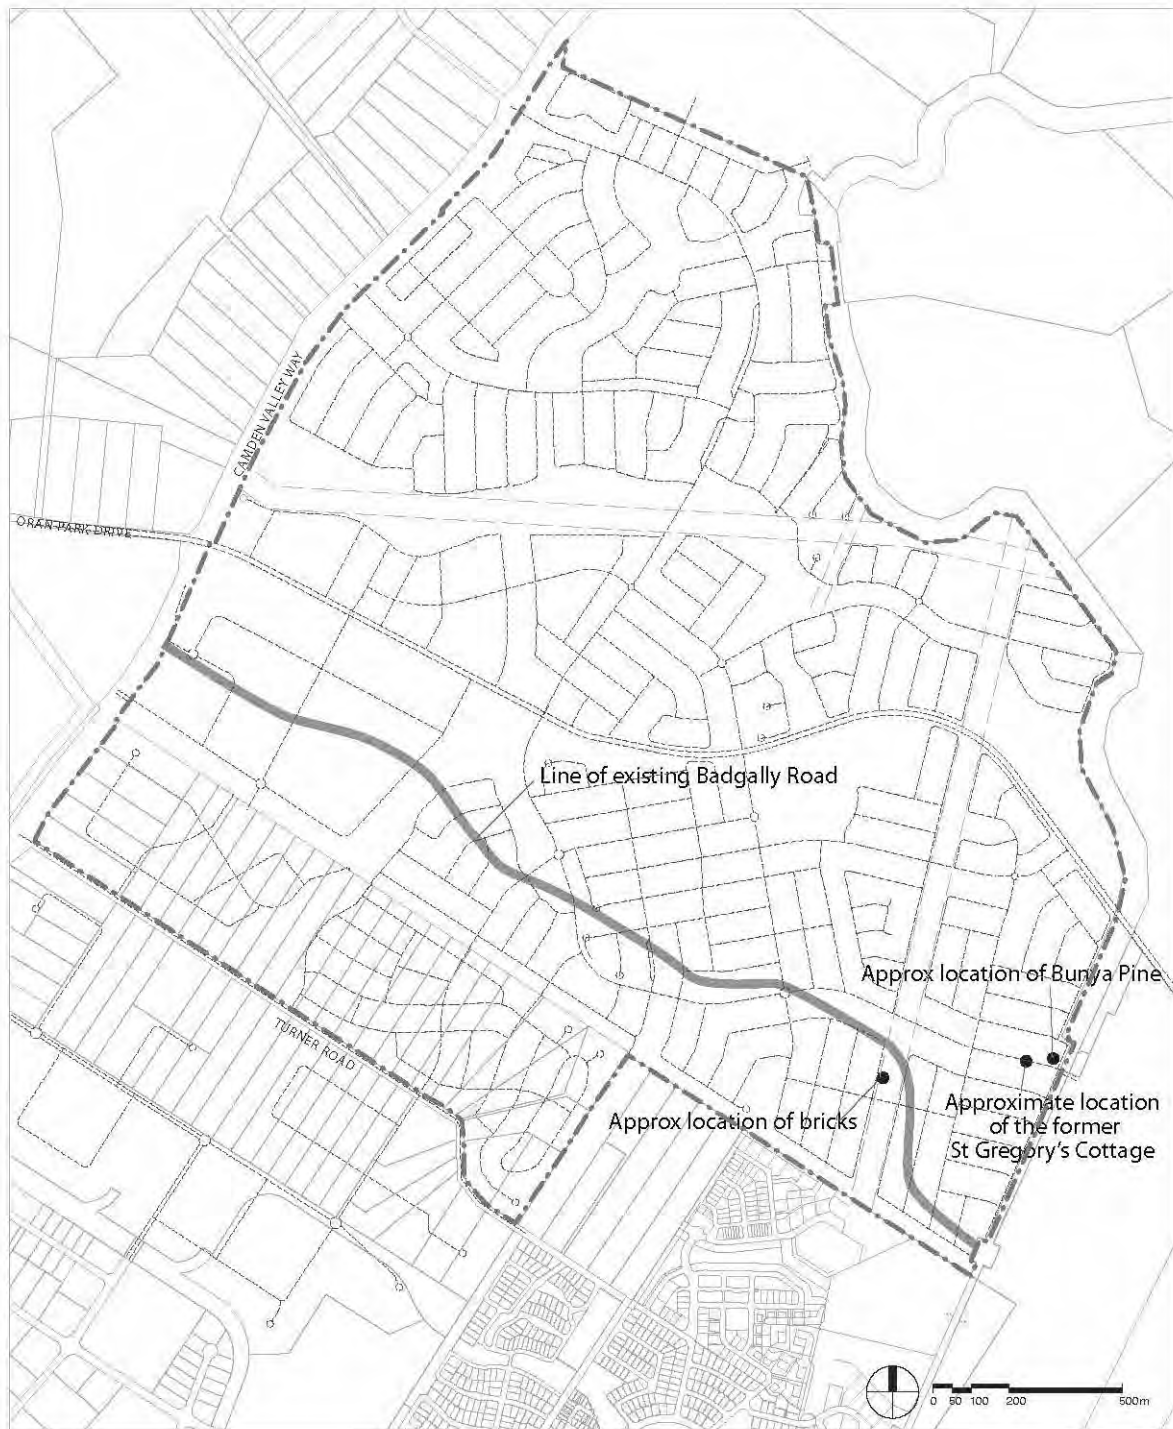 CAMDEN VALLEY WAY
ORAN PARK DRIVE
Line of existing Badgally Road
Approx location of Bunya Pine
TURNER ROAD
Approx location of bricks
Approximate location
of the former
St Gregory's Cottage
0 50 100 200 500m